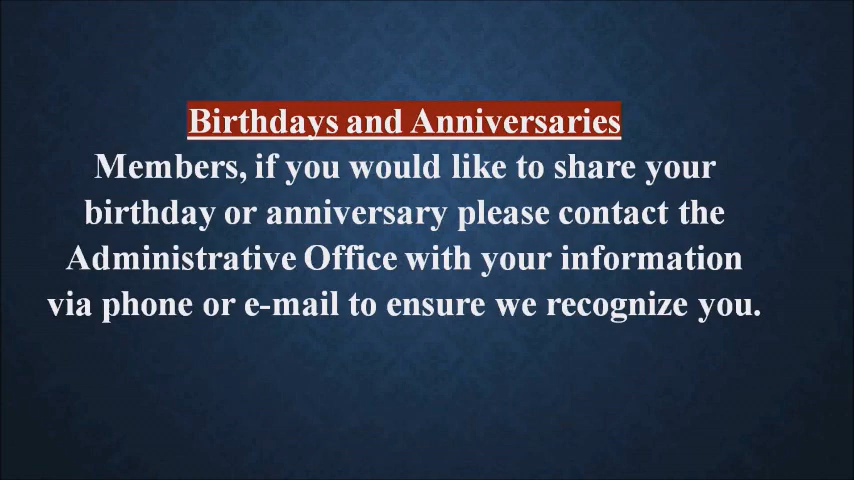 Birthdays and Anniversaries
Members, if you would like to share your
birthday or anniversary please contact the
Administrative Office with your information
via phone or e-mail to ensure we recognize you.